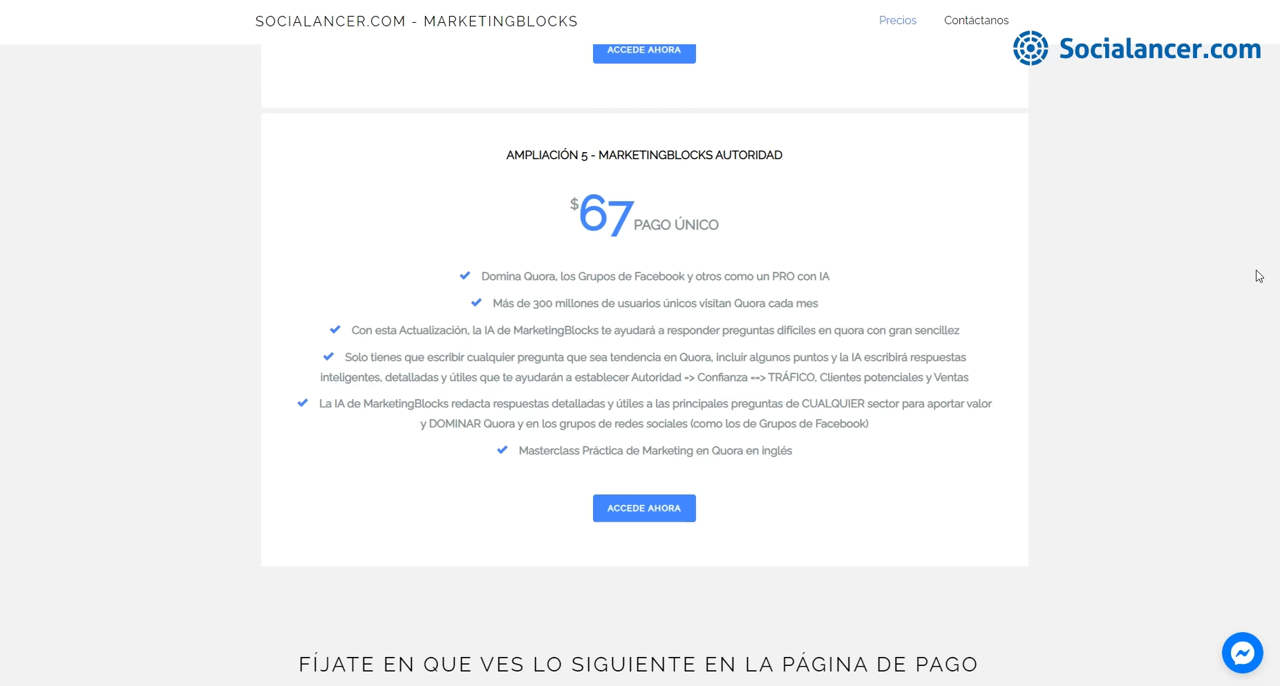 SOCIALANCER.COM - MARKETINGBLOCKS
Precios
Contáctanos
Socialancer.com
ACCEDE AHORA
AMPLIACIÓN 5 - MARKETINGBLOCKS AUTORIDAD
$67 PAGO ÚNICO
Domina Quora, los Grupos de Facebook y otros como un PRO con IA
Más de 300 millones de usuarios únicos visitan Quora cada mes
Con esta Actualización, la IA de MarketingBlocks te ayudará a responder preguntas difíciles en quora con gran sencillez
Solo tienes que escribir cualquier pregunta que sea tendencia en Quora, incluir algunos puntos y la IA escribirá respuestas
inteligentes, detalladas y útiles que te ayudarán a establecer Autoridad => Confianza ==> TRÁFICO, Clientes potenciales y Ventas
La IA de MarketingBlocks redacta respuestas detalladas y útiles a las principales preguntas de CUALQUIER sector para aportar valor
y DOMINAR Quora y en los grupos de redes sociales (como los de Grupos de Facebook)
Masterclass Práctica de Marketing en Quora en inglés
ACCEDE AHORA
FÍJATE EN QUE VES LO SIGUIENTE EN LA PÁGINA DE PAGO